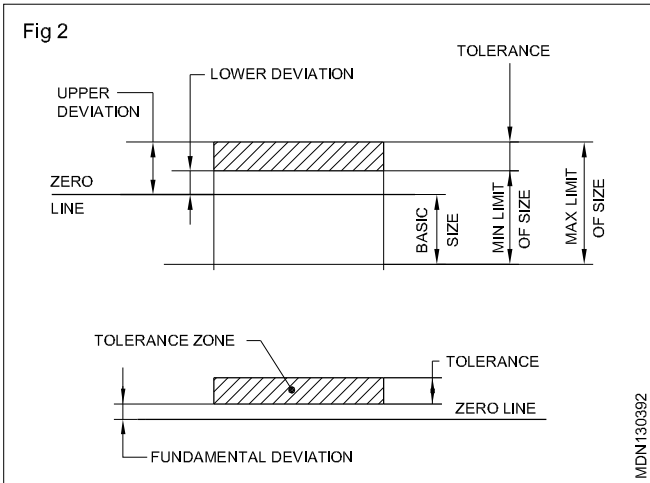 Fig 2
TOLERANCE
LOWER DEVIATION
UPPER
DEVIATION
ZERO
LINE
BASIC
SIZE
MIN LIMIT
OF SIZE
MAX LIMIT
OF SIZE
TOLERANCE ZONE
TOLERANCE
ZERO LINE
FUNDAMENTAL DEVIATION
MDN130392